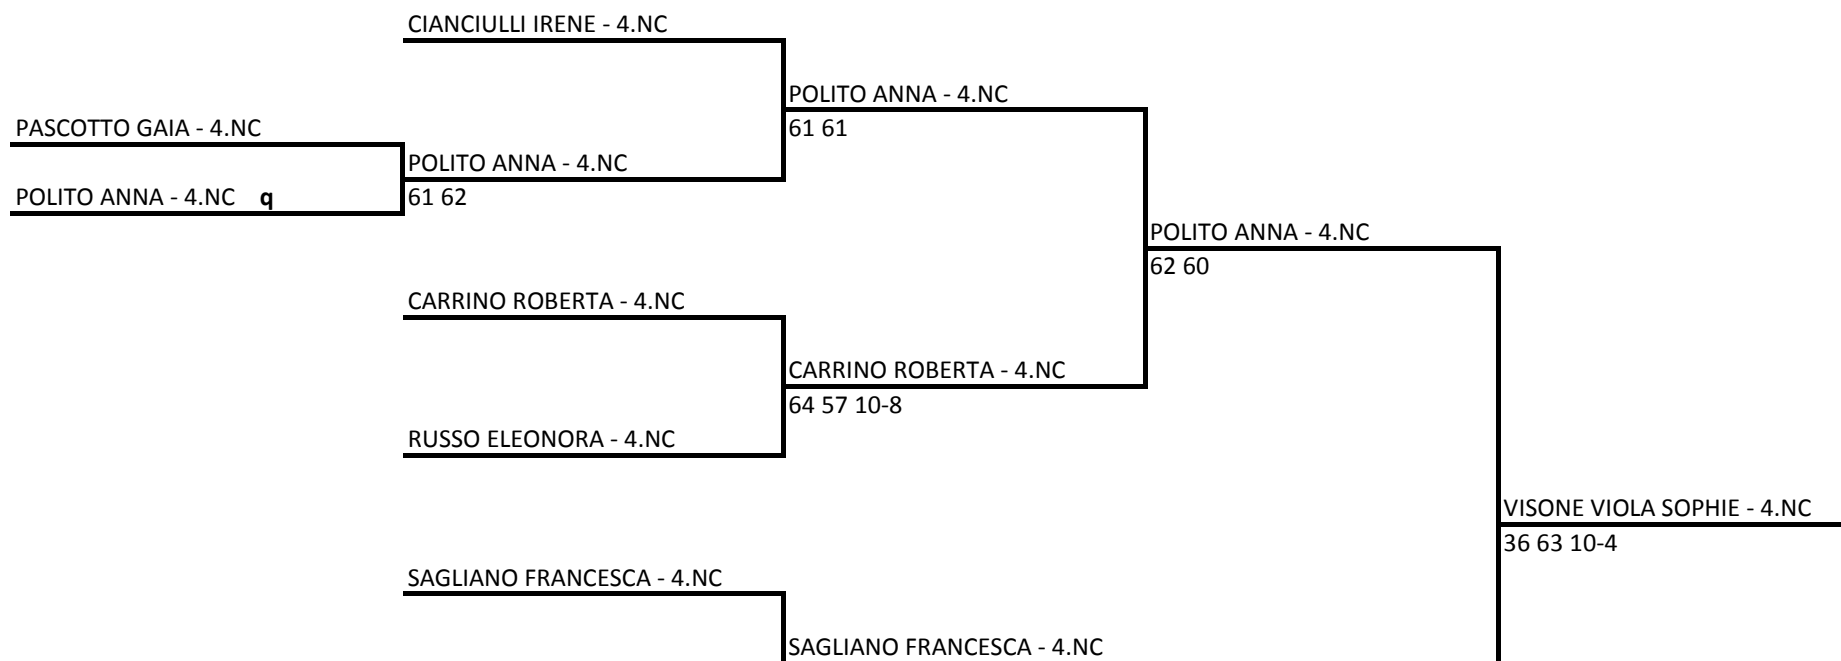 CIANCIULLI IRENE - 4.NC
POLITO ANNA - 4.NC
PASCOTTO GAIA - 4.NC
61 61
POLITO ANNA - 4.NC
POLITO ANNA - 4.NC q
61 62
POLITO ANNA - 4.NC
62 60
CARRINO ROBERTA - 4.NC
CARRINO ROBERTA - 4.NC
64 57 10-8
RUSSO ELEONORA - 4.NC
VISONE VIOLA SOPHIE - 4.NC
36 63 10-4
SAGLIANO FRANCESCA - 4.NC
SAGLIANO FRANCESCA - 4.NC